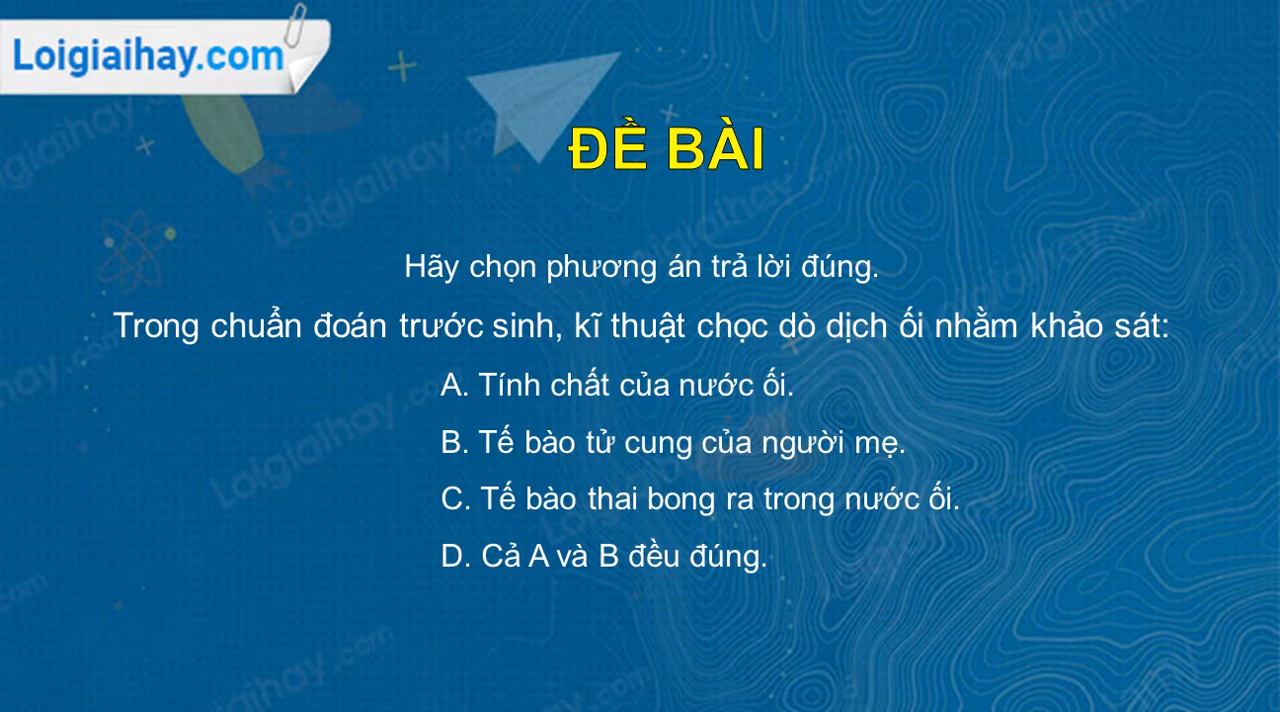 Loigiaihay.com
ĐỀ BÀI
Hãy chọn phương án trả lời đúng.
Trong chuẩn đoán trước sinh, kĩ thuật chọc dò dịch ối nhằm khảo sát:
A. Tính chất của nước ối.
B. Tế bào tử cung của người mẹ.
C. Tế bào thai bong ra trong nước ối.
D. Cả A và B đều đúng.